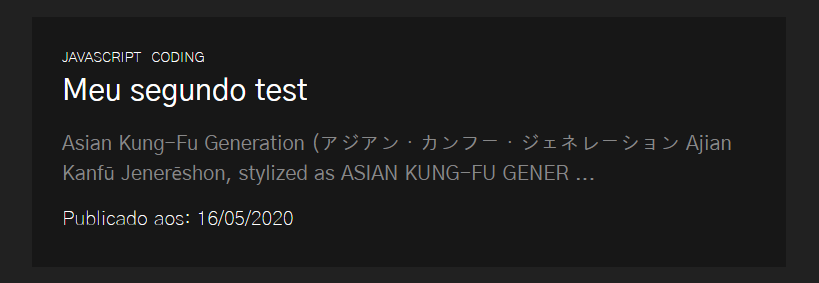 JAVASCRIPT CODING
Meu segundo test
Asian Kung-Fu Generation (アジアン・カンフー・ジェネレーション Ajian
Kanfū Jenerēshon, stylized as ASIAN KUNG-FU GENER ...
Publicado aos: 16/05/2020